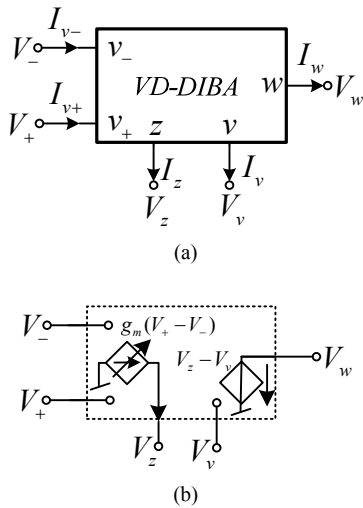 I_{v-}
V_-
v_-
I_{v+}
V_+
v_+
VD-DIBA
z
v
w
I_w
V_w
I_z
I_v
V_z
V_v
(a)
V_-
g_m(V_+ - V_-)
V_z - V_v
V_w
V_+
V_z
V_v
(b)